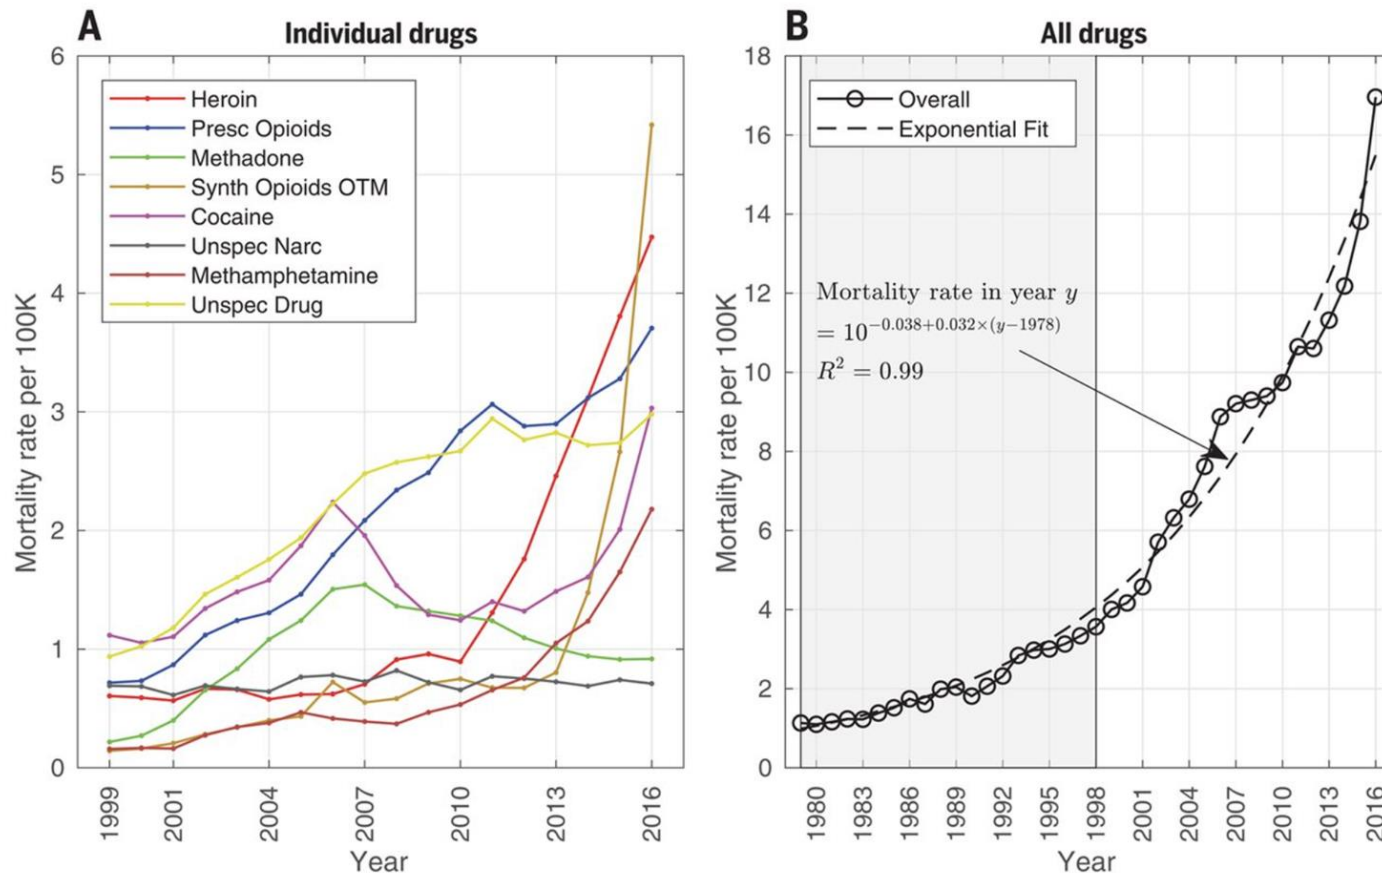 A
Individual drugs
6
5
4
3
2
1
0
Mortality rate per 100K
Heroin
Presc Opioids
Methadone
Synth Opioids OTM
Cocaine
Unspec Narc
Methamphetamine
Unspec Drug
1999
2001
2004
2007
2010
2013
2016
Year
B
All drugs
18
16
14
12
10
8
6
4
2
0
Mortality rate per 100K
Overall
Exponential Fit
Mortality rate in year y
= 10^{−0.038+0.032×(y−1978)}
R² = 0.99
1980
1983
1986
1989
1992
1995
1998
2001
2004
2007
2010
2013
2016
Year